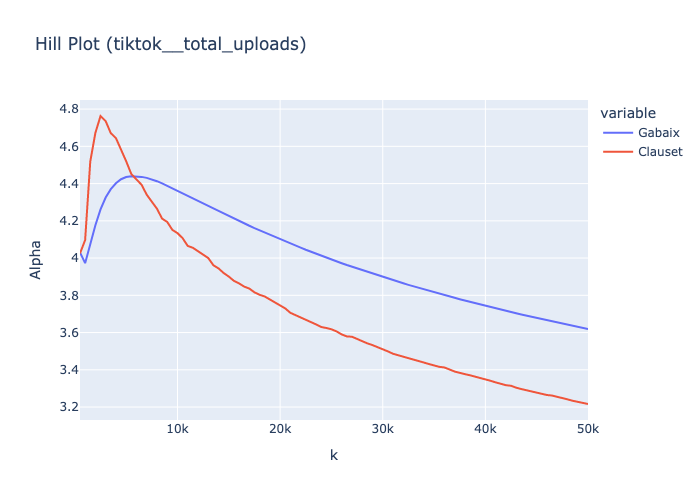 Hill Plot (tiktok__total_uploads)
variable
Gabaix
Clauset
4.8
4.6
4.4
4.2
4
3.8
3.6
3.4
3.2
Alpha
10k
20k
30k
40k
50k
k